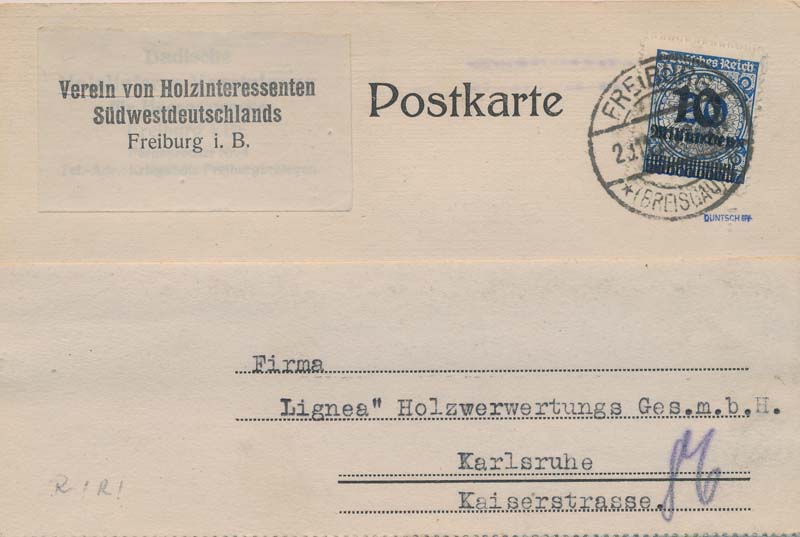 Verein von Holzinteressenten
Südwestdeutschlands
Freiburg i. B.
Postkarte
Deutsches Reich
10
Milliarden
FREIBURG
*(BREISGAU)
DUNTSCH BPP
Firma
Lignea" Holzwerwertungs Ges.m.b.H.
Karlsruhe
Kaiserstrasse.
R!R!